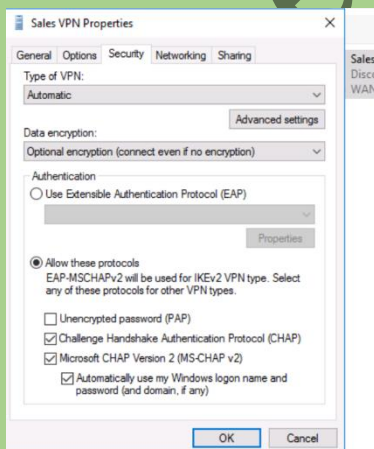 Sales VPN Properties
General Options Security Networking Sharing
Type of VPN:
Automatic
Advanced settings
Data encryption:
Optional encryption (connect even if no encryption)
Authentication
Use Extensible Authentication Protocol (EAP)
Properties
Allow these protocols
EAP-MSCHAPv2 will be used for IKEv2 VPN type. Select
any of these protocols for other VPN types.
Unencrypted password (PAP)
Challenge Handshake Authentication Protocol (CHAP)
Microsoft CHAP Version 2 (MS-CHAP v2)
Automatically use my Windows logon name and
password (and domain, if any)
OK Cancel
Sales
Disco
WAN